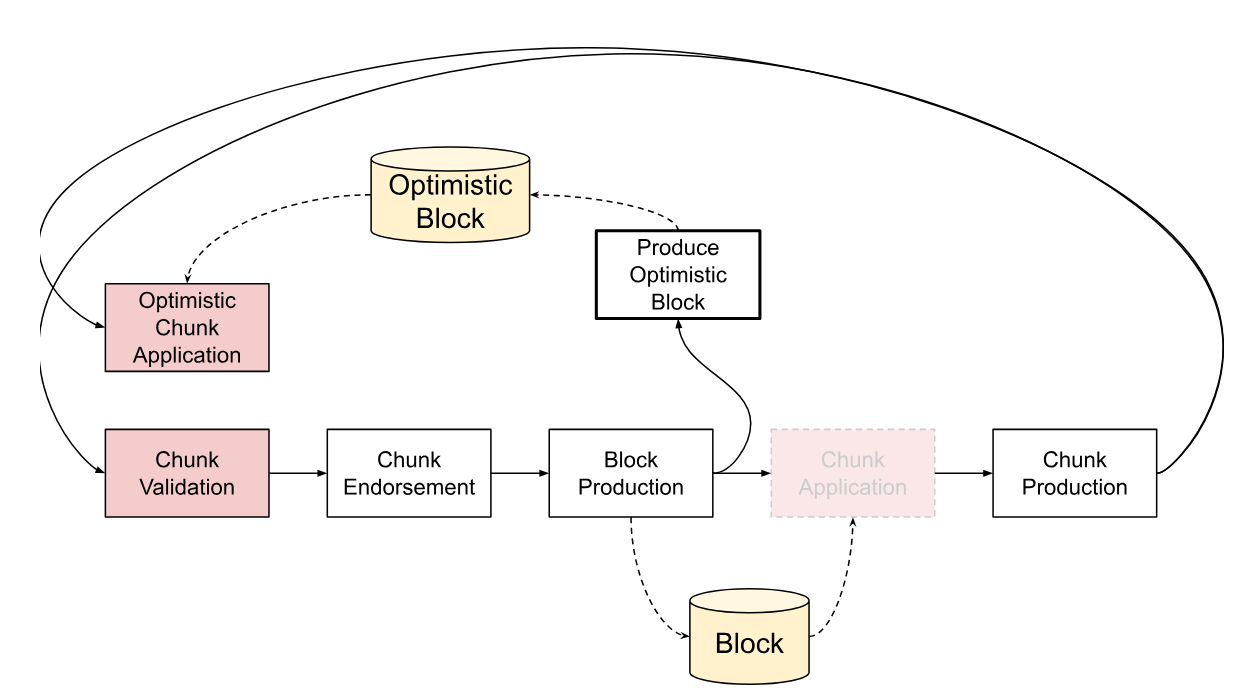 Optimistic
Block
Produce
Optimistic
Block
Optimistic
Chunk
Application
Chunk
Validation
Chunk
Endorsement
Block
Production
Chunk
Application
Chunk
Production
Block